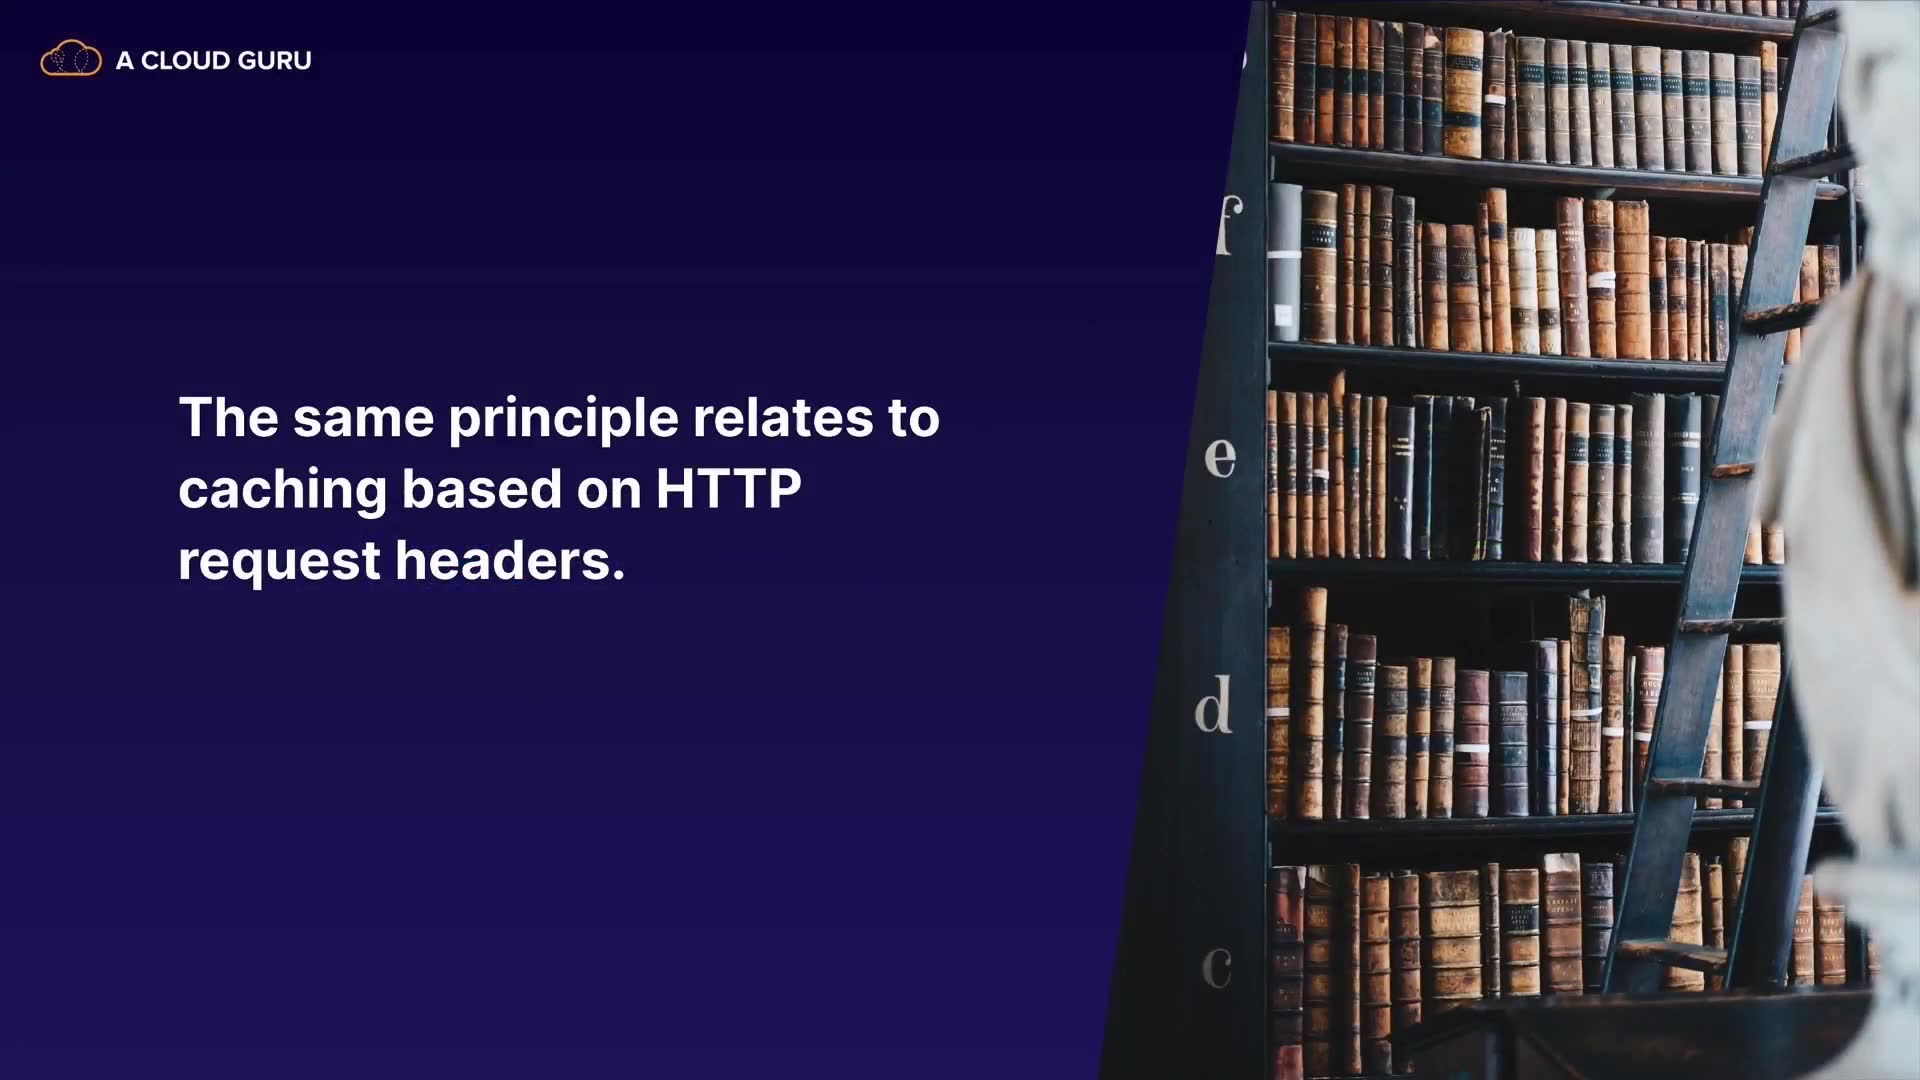 A CLOUD GURU
The same principle relates to
caching based on HTTP
request headers.
f
e
d
c